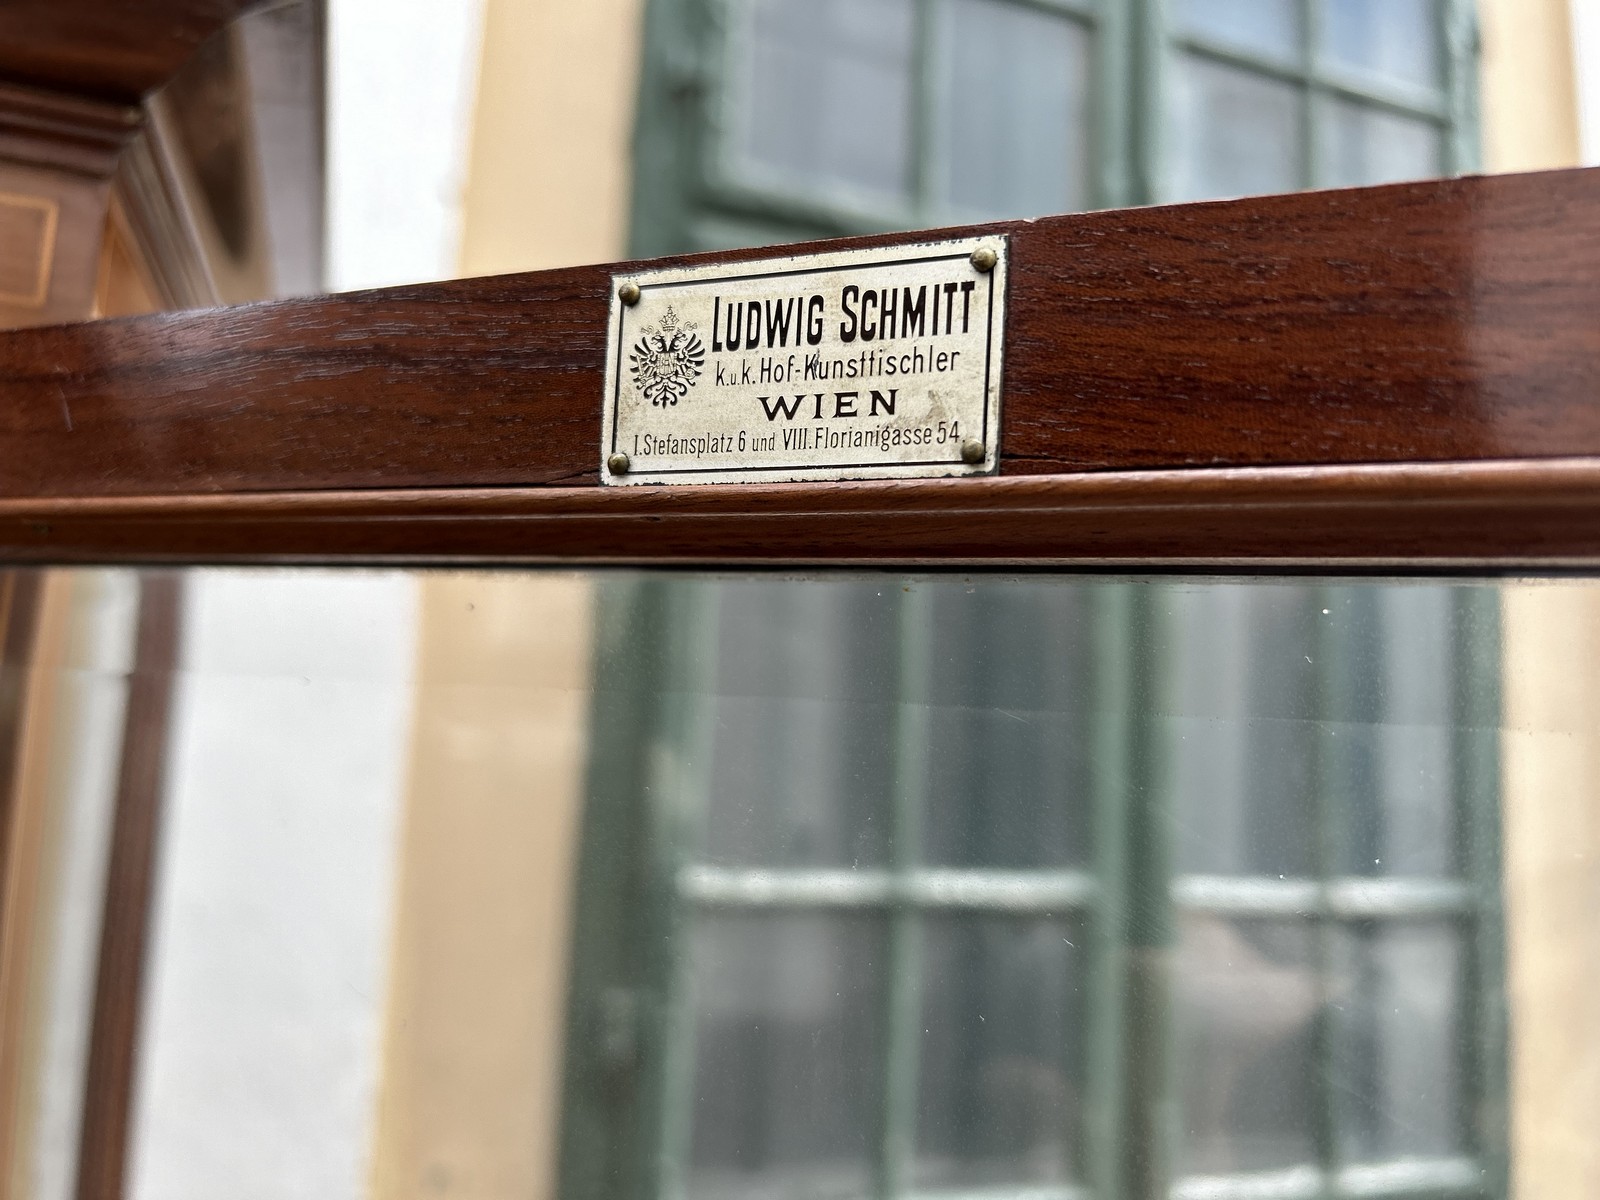 LUDWIG SCHMITT
k.u.k. Hof-Kunsttischler
WIEN
I. Stefansplatz 6 und VIII. Florianigasse 54.